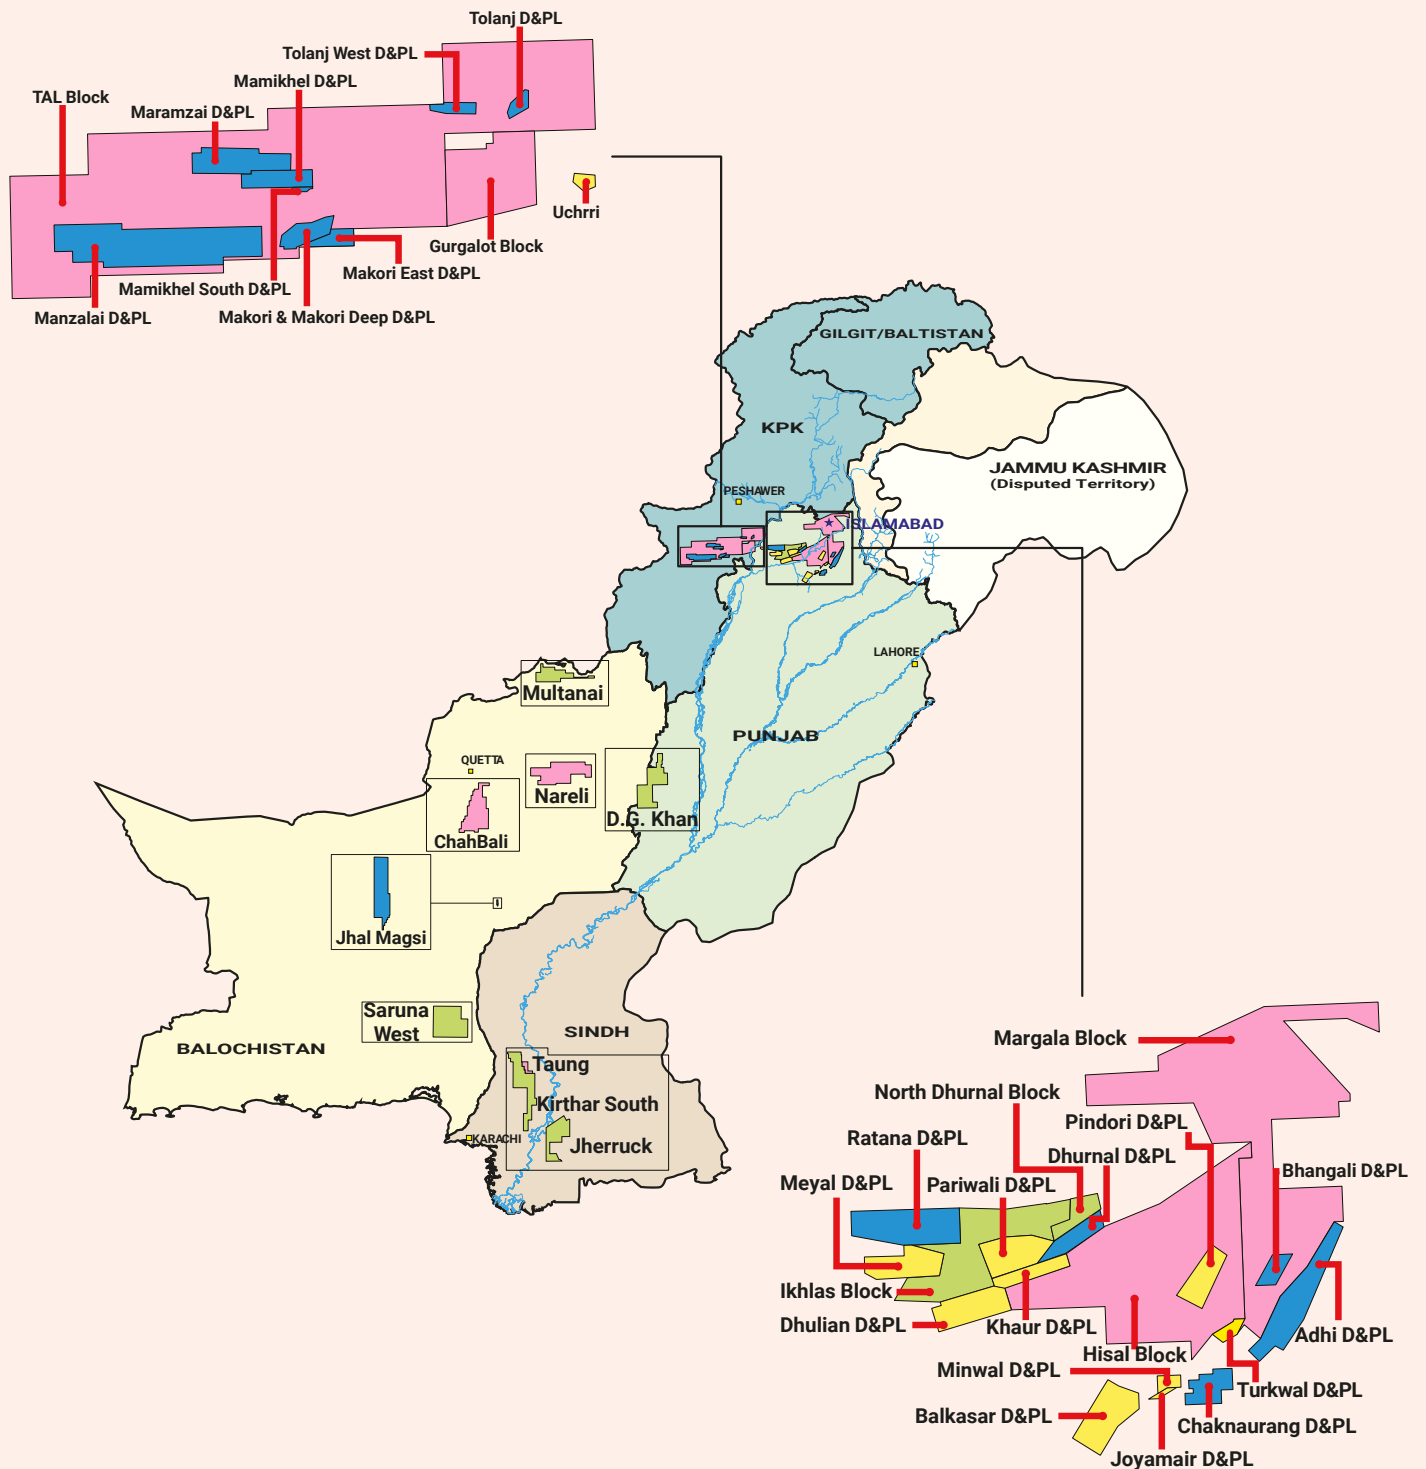 Tolanj D&PL
Tolanj West D&PL
Mamikhel D&PL
TAL Block
Maramzai D&PL
Uchrri
Gurgalot Block
Makori East D&PL
Mamikhel South D&PL
Manzalai D&PL
Makori & Makori Deep D&PL
GILGIT/BALTISTAN
KPK
JAMMU KASHMIR
(Disputed Territory)
PESHAWER
ISLAMABAD
LAHORE
Multanai
PUNJAB
QUETTA
Nareli
D.G. Khan
ChahBali
Jhal Magsi
Saruna
West
SINDH
BALOCHISTAN
Taung
Kirthar South
KARACHI
Jherruck
Margala Block
North Dhurnal Block
Pindori D&PL
Ratana D&PL
Dhurnal D&PL
Bhangali D&PL
Meyal D&PL
Pariwali D&PL
Ikhlas Block
Dhulian D&PL
Khaur D&PL
Adhi D&PL
Hisal Block
Minwal D&PL
Turkwal D&PL
Balkasar D&PL
Chaknaurang D&PL
Joyamair D&PL